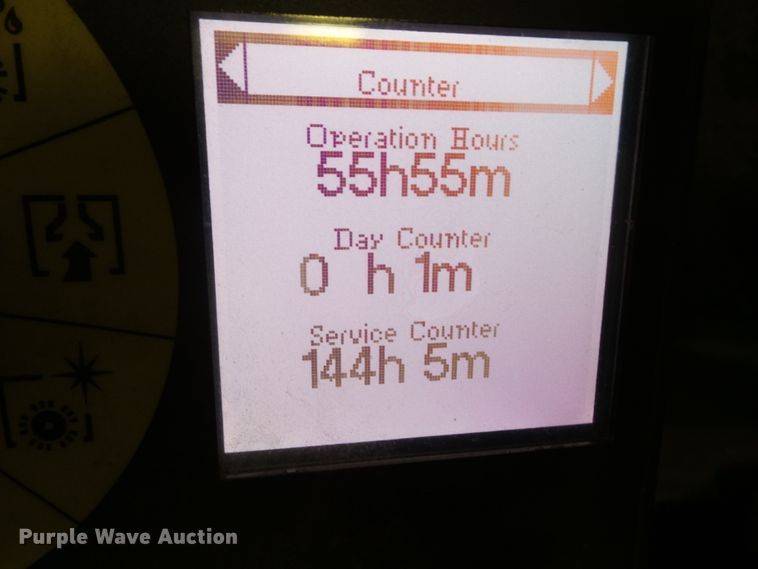 Counter
Operation Hours
55h55m
Day Counter
0 h 1m
Service Counter
144h 5m
Purple Wave Auction